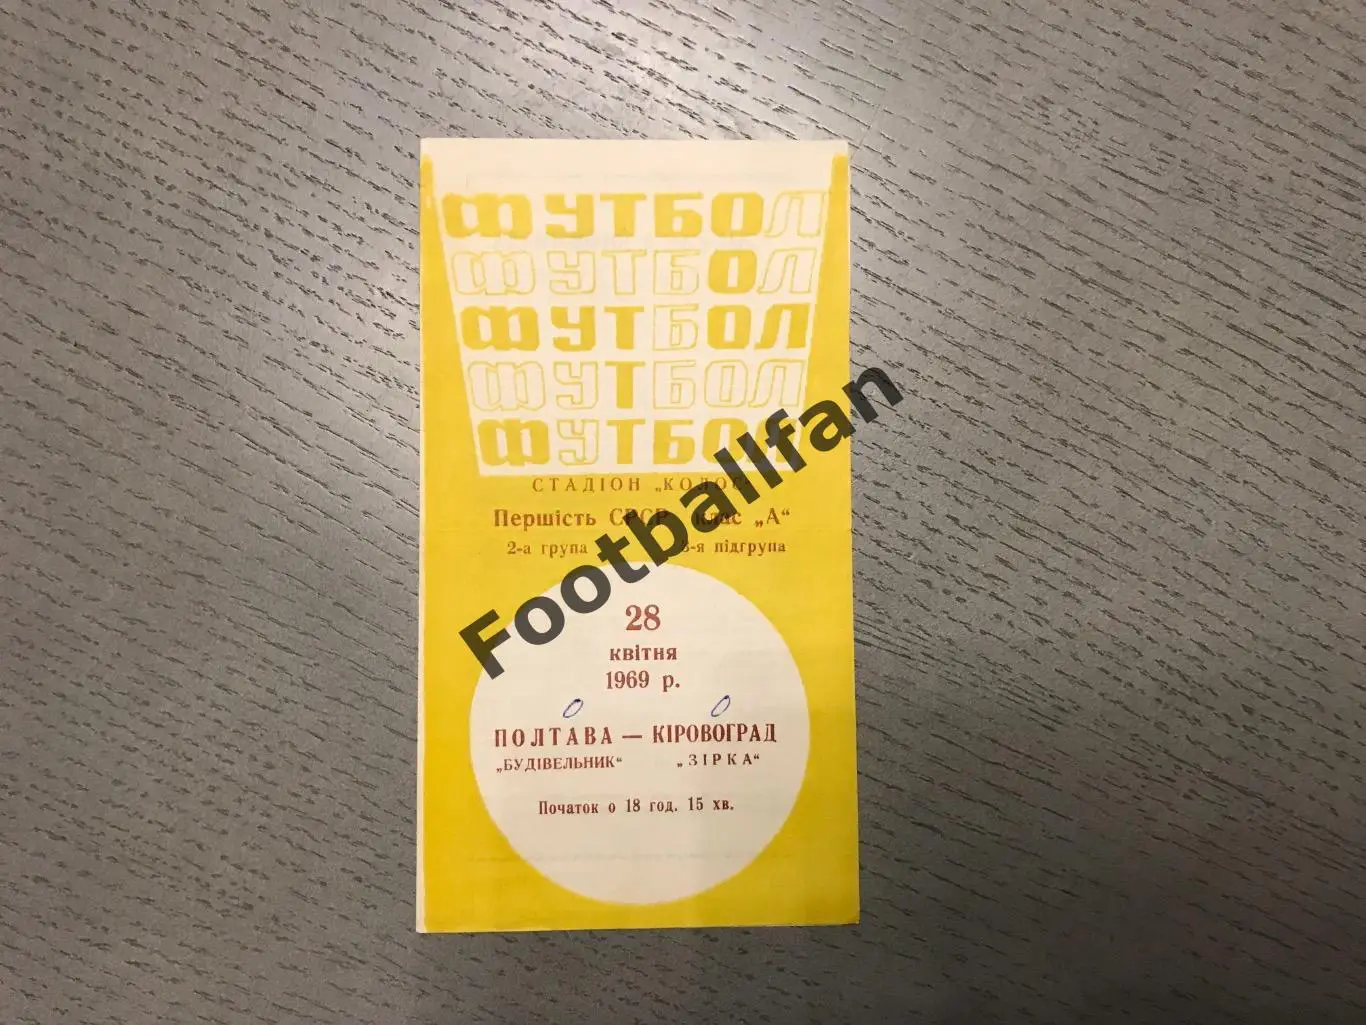 ФУТБОЛ
ФУТБОЛ
ФУТБОЛ
ФУТБОЛ
ФУТБОЛ
СТАДІОН „КОЛОС“
Першість СРСР клас „А“
2-а група 3-я підгрупа
28
квітня
1969 р.
0 0
ПОЛТАВА — КІРОВОГРАД
„БУДІВЕЛЬНИК“ „ЗІРКА“
Початок о 18 год. 15 хв.
Footballfan